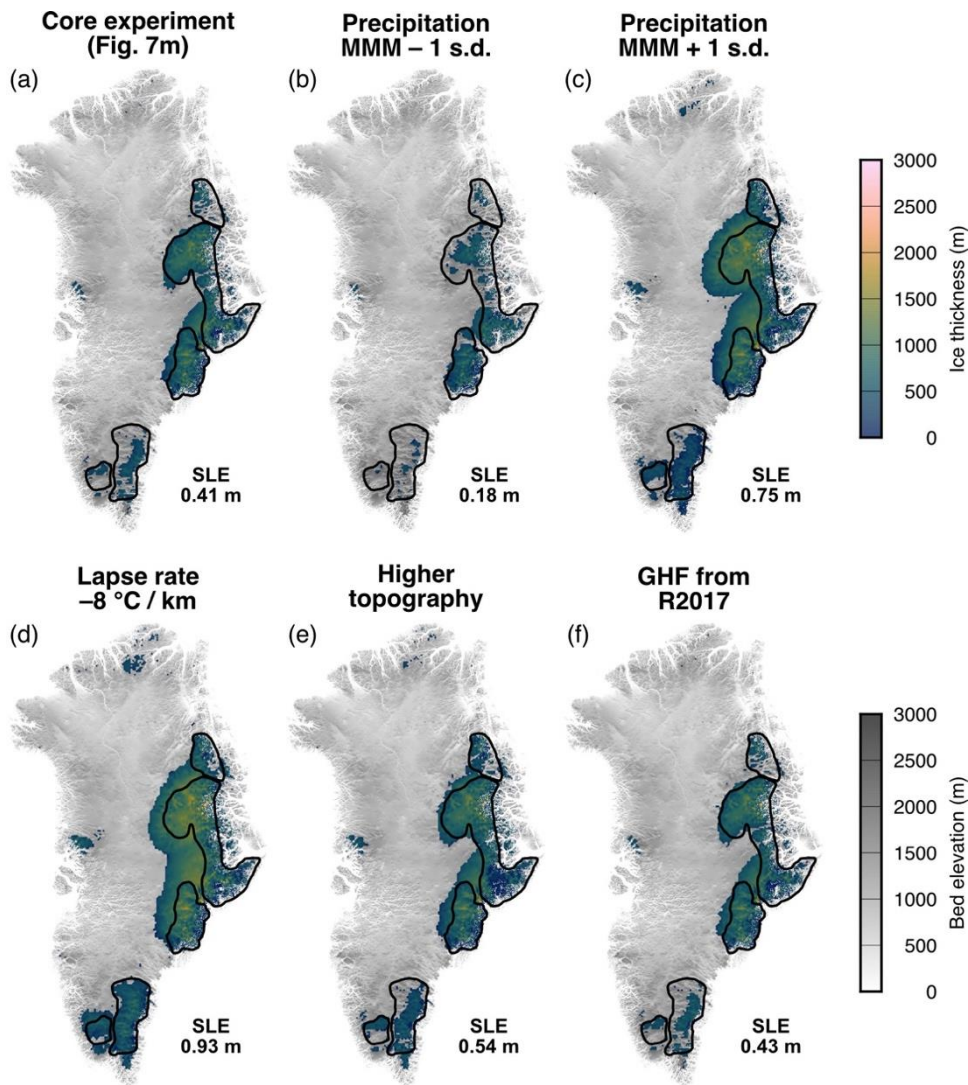 Core experiment
(Fig. 7m)
Precipitation
MMM – 1 s.d.
Precipitation
MMM + 1 s.d.
(a)
(b)
(c)
SLE
0.41 m
SLE
0.18 m
SLE
0.75 m
3000
2500
2000
1500
1000
500
0
Ice thickness (m)
Lapse rate
–8 °C / km
Higher
topography
GHF from
R2017
(d)
(e)
(f)
SLE
0.93 m
SLE
0.54 m
SLE
0.43 m
3000
2500
2000
1500
1000
500
0
Bed elevation (m)